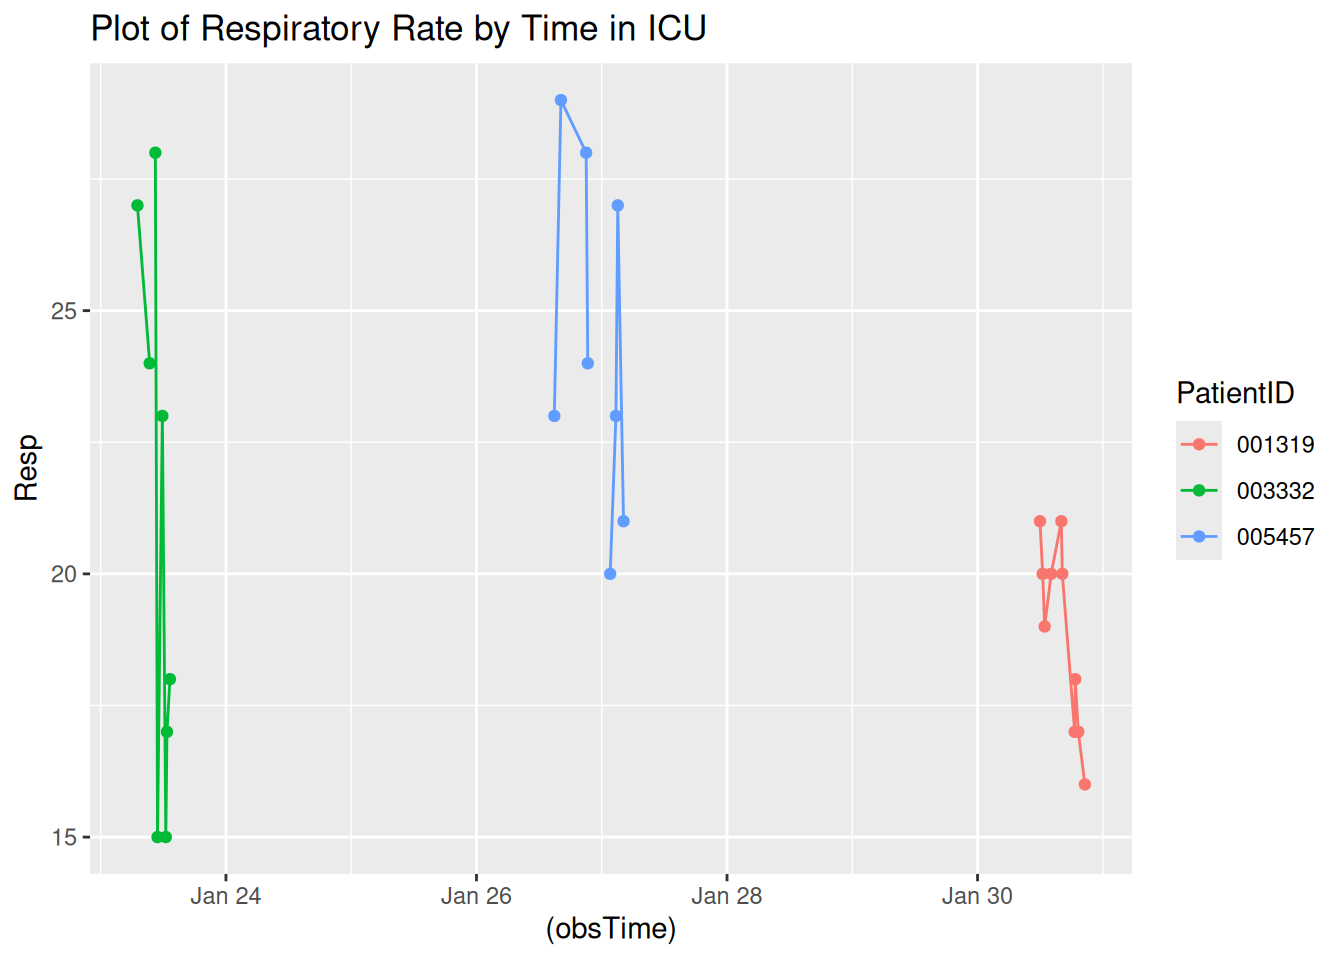 Plot of Respiratory Rate by Time in ICU
25
20
15
Resp
Jan 24
Jan 26
Jan 28
Jan 30
(obsTime)
PatientID
001319
003332
005457